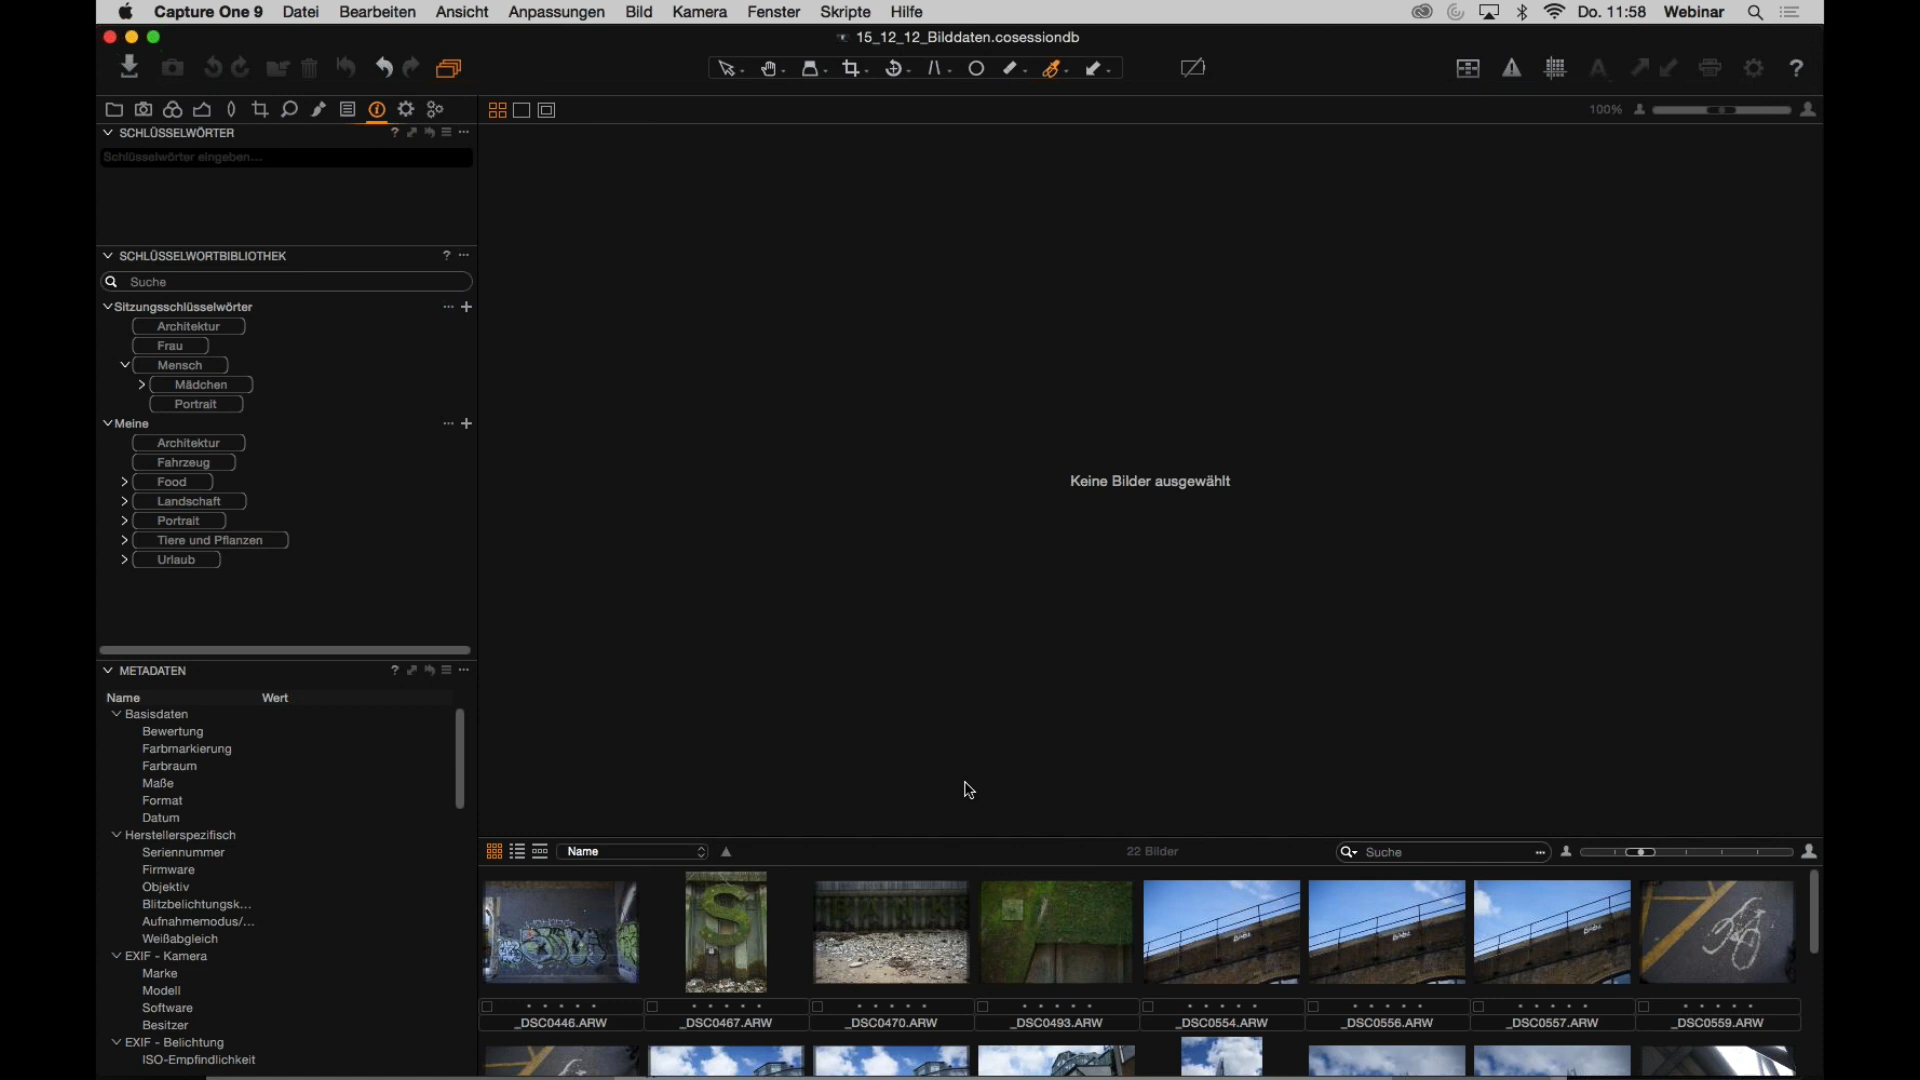 Capture One 9 Datei Bearbeiten Ansicht Anpassungen Bild Kamera Fenster Skripte Hilfe Do. 11:58 Webinar
15_12_12_Bilddaten.cosessiondb
100%
SCHLÜSSELWÖRTER
Schlüsselwörter eingeben...
SCHLÜSSELWORTBIBLIOTHEK
Suche
Sitzungsschlüsselwörter
Architektur
Frau
Mensch
Mädchen
Portrait
Meine
Architektur
Fahrzeug
Food
Landschaft
Portrait
Tiere und Pflanzen
Urlaub
Keine Bilder ausgewählt
METADATEN
Name Wert
Basisdaten
Bewertung
Farbmarkierung
Farbraum
Maße
Format
Datum
Herstellerspezifisch
Seriennummer
Firmware
Objektiv
Blitzbelichtungsk...
Aufnahmemodus/...
Weißabgleich
EXIF - Kamera
Marke
Modell
Software
Besitzer
EXIF - Belichtung
ISO-Empfindlichkeit
Name 22 Bilder Suche
_DSC0446.ARW _DSC0467.ARW _DSC0470.ARW _DSC0493.ARW _DSC0554.ARW _DSC0556.ARW _DSC0557.ARW _DSC0559.ARW